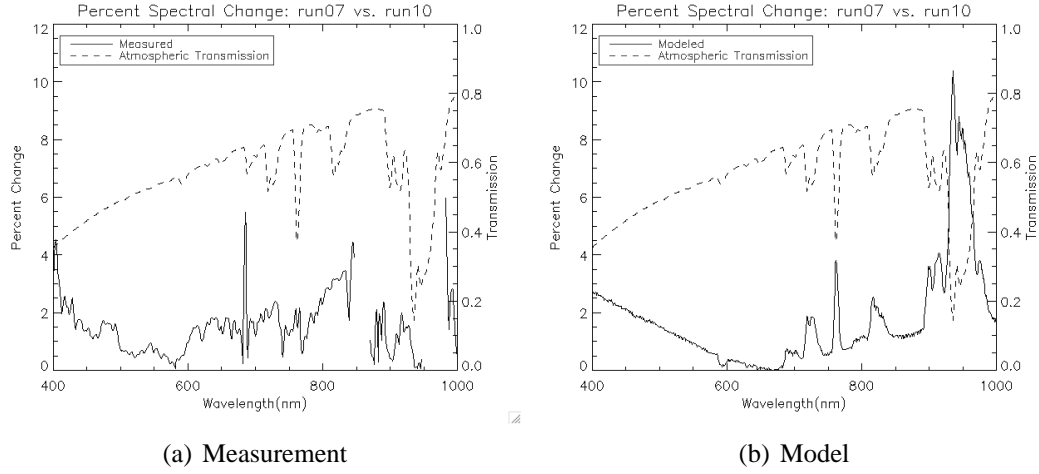 Percent Spectral Change: run07 vs. run10
12
10
8
6
4
2
0
Percent Change
Measured
Atmospheric Transmission
1.0
0.8
0.6
0.4
0.2
0.0
Transmission
400
600
800
1000
Wavelength(nm)
(a) Measurement
Percent Spectral Change: run07 vs. run10
12
10
8
6
4
2
0
Percent Change
Modeled
Atmospheric Transmission
1.0
0.8
0.6
0.4
0.2
0.0
Transmission
400
600
800
1000
Wavelength(nm)
(b) Model